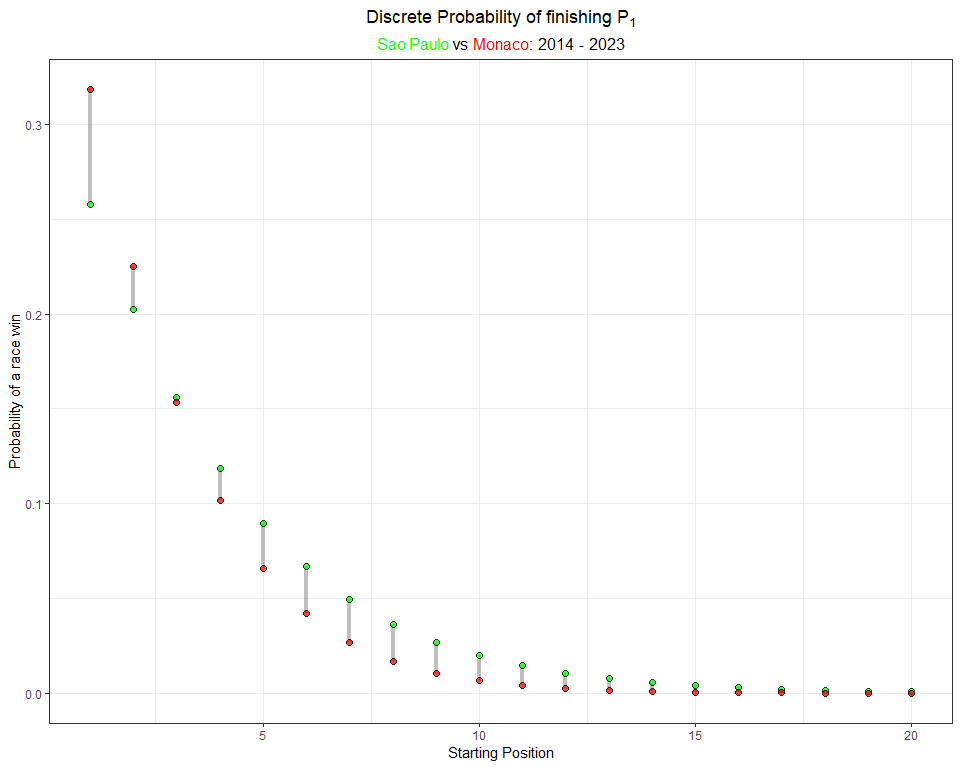 Discrete Probability of finishing P1
Sao Paulo vs Monaco: 2014 - 2023
Probability of a race win
0.3
0.2
0.1
0.0
5 10 15 20
Starting Position